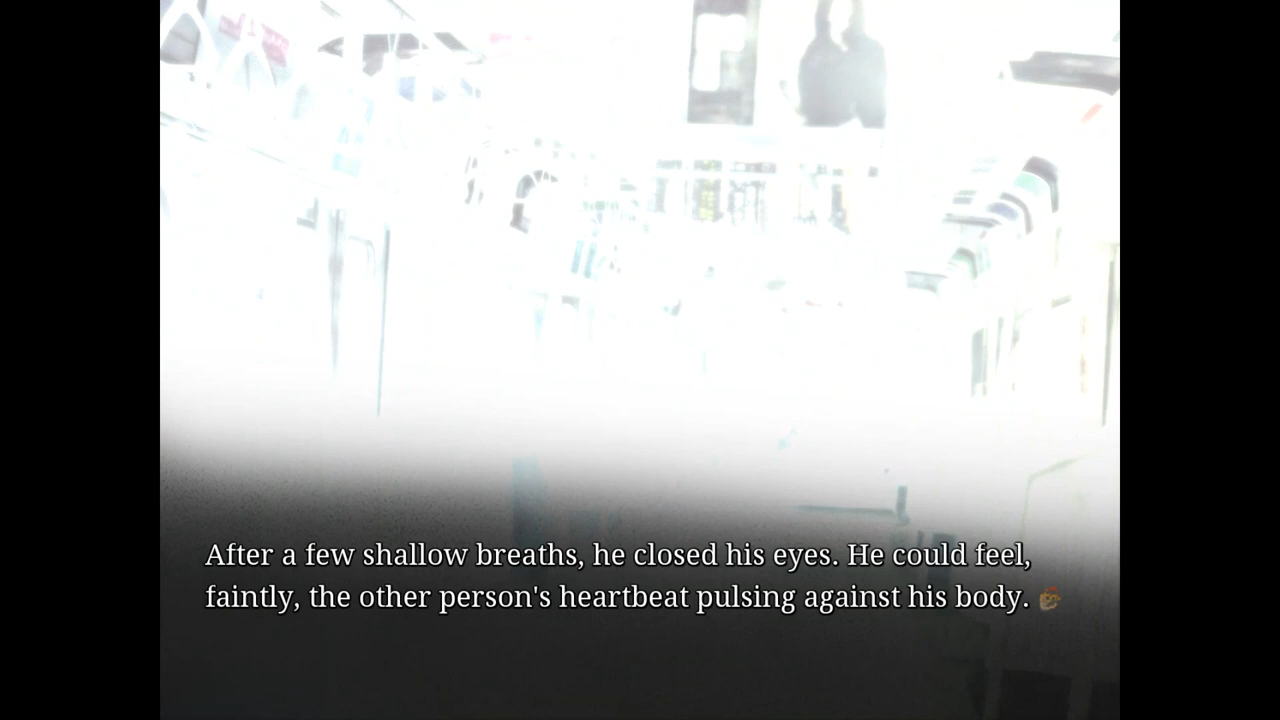 After a few shallow breaths, he closed his eyes. He could feel,
faintly, the other person's heartbeat pulsing against his body.